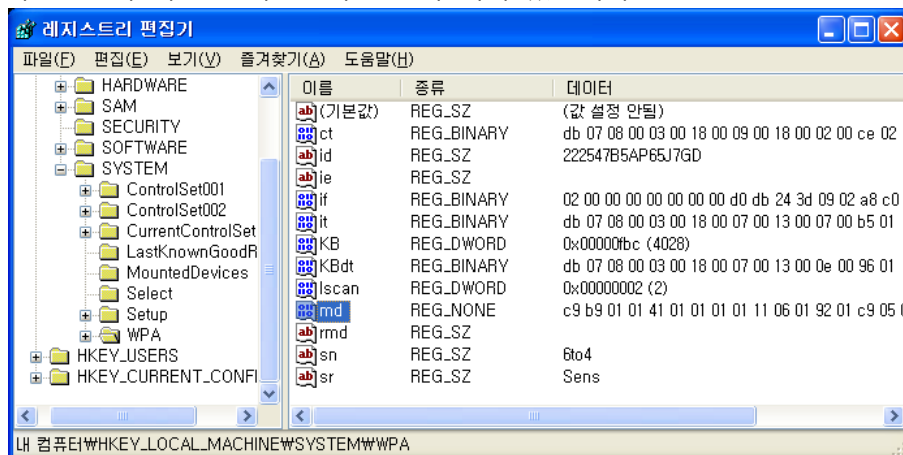 레지스트리 편집기
파일(F) 편집(E) 보기(V) 즐겨찾기(A) 도움말(H)
HARDWARE
SAM
SECURITY
SOFTWARE
SYSTEM
ControlSet001
ControlSet002
CurrentControlSet
LastKnownGoodR
MountedDevices
Select
Setup
WPA
HKEY_USERS
HKEY_CURRENT_CONFI
이름 종류 데이터
(기본값) REG_SZ (값 설정 안됨)
ct REG_BINARY db 07 08 00 03 00 18 00 09 00 18 00 02 00 ce 02
id REG_SZ 222547B5AP65J7GD
ie REG_SZ
if REG_BINARY 02 00 00 00 00 00 00 00 d0 db 24 3d 09 02 a8 c0
it REG_BINARY db 07 08 00 03 00 18 00 07 00 13 00 07 00 b5 01
KB REG_DWORD 0x00000fbc (4028)
KBdt REG_BINARY db 07 08 00 03 00 18 00 07 00 13 00 0e 00 96 01
lscan REG_DWORD 0x00000002 (2)
md REG_NONE c9 b9 01 01 41 01 01 01 01 11 06 01 92 01 c9 05
rmd REG_SZ
sn REG_SZ 6to4
sr REG_SZ Sens
내 컴퓨터₩HKEY_LOCAL_MACHINE₩SYSTEM₩WPA